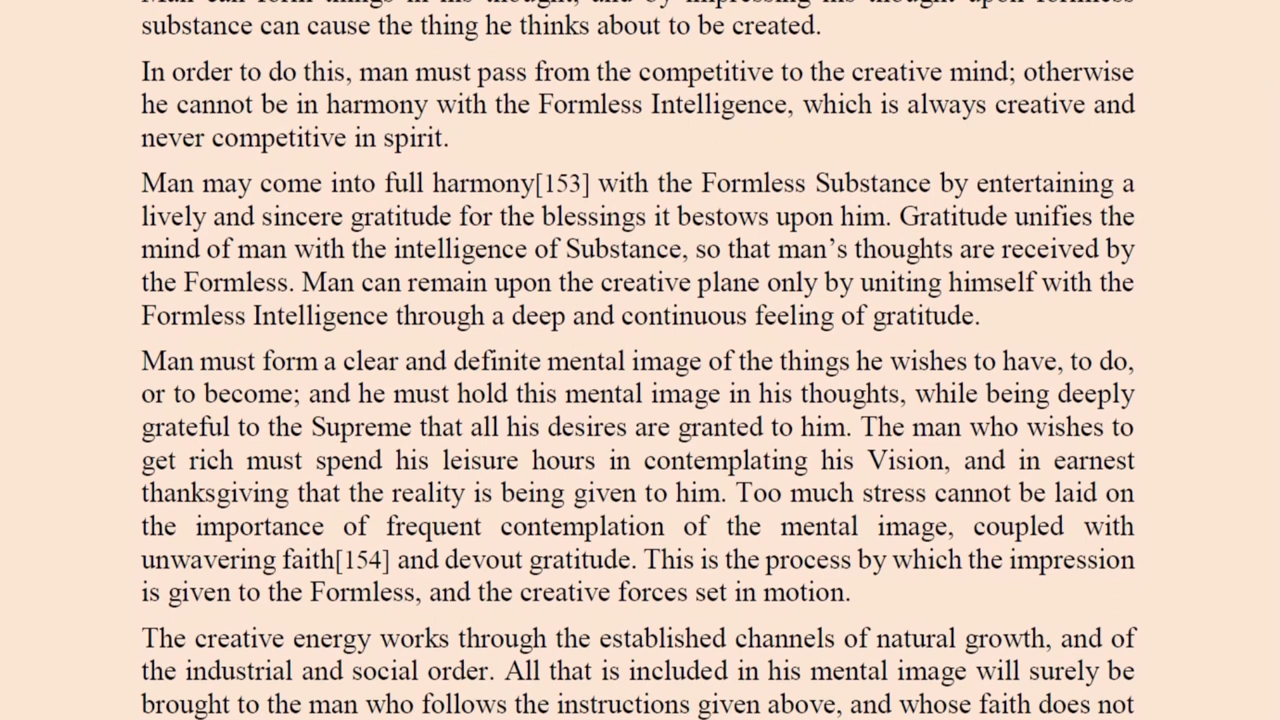 substance can cause the thing he thinks about to be created.
In order to do this, man must pass from the competitive to the creative mind; otherwise
he cannot be in harmony with the Formless Intelligence, which is always creative and
never competitive in spirit.
Man may come into full harmony[153] with the Formless Substance by entertaining a
lively and sincere gratitude for the blessings it bestows upon him. Gratitude unifies the
mind of man with the intelligence of Substance, so that man’s thoughts are received by
the Formless. Man can remain upon the creative plane only by uniting himself with the
Formless Intelligence through a deep and continuous feeling of gratitude.
Man must form a clear and definite mental image of the things he wishes to have, to do,
or to become; and he must hold this mental image in his thoughts, while being deeply
grateful to the Supreme that all his desires are granted to him. The man who wishes to
get rich must spend his leisure hours in contemplating his Vision, and in earnest
thanksgiving that the reality is being given to him. Too much stress cannot be laid on
the importance of frequent contemplation of the mental image, coupled with
unwavering faith[154] and devout gratitude. This is the process by which the impression
is given to the Formless, and the creative forces set in motion.
The creative energy works through the established channels of natural growth, and of
the industrial and social order. All that is included in his mental image will surely be
brought to the man who follows the instructions given above, and whose faith does not